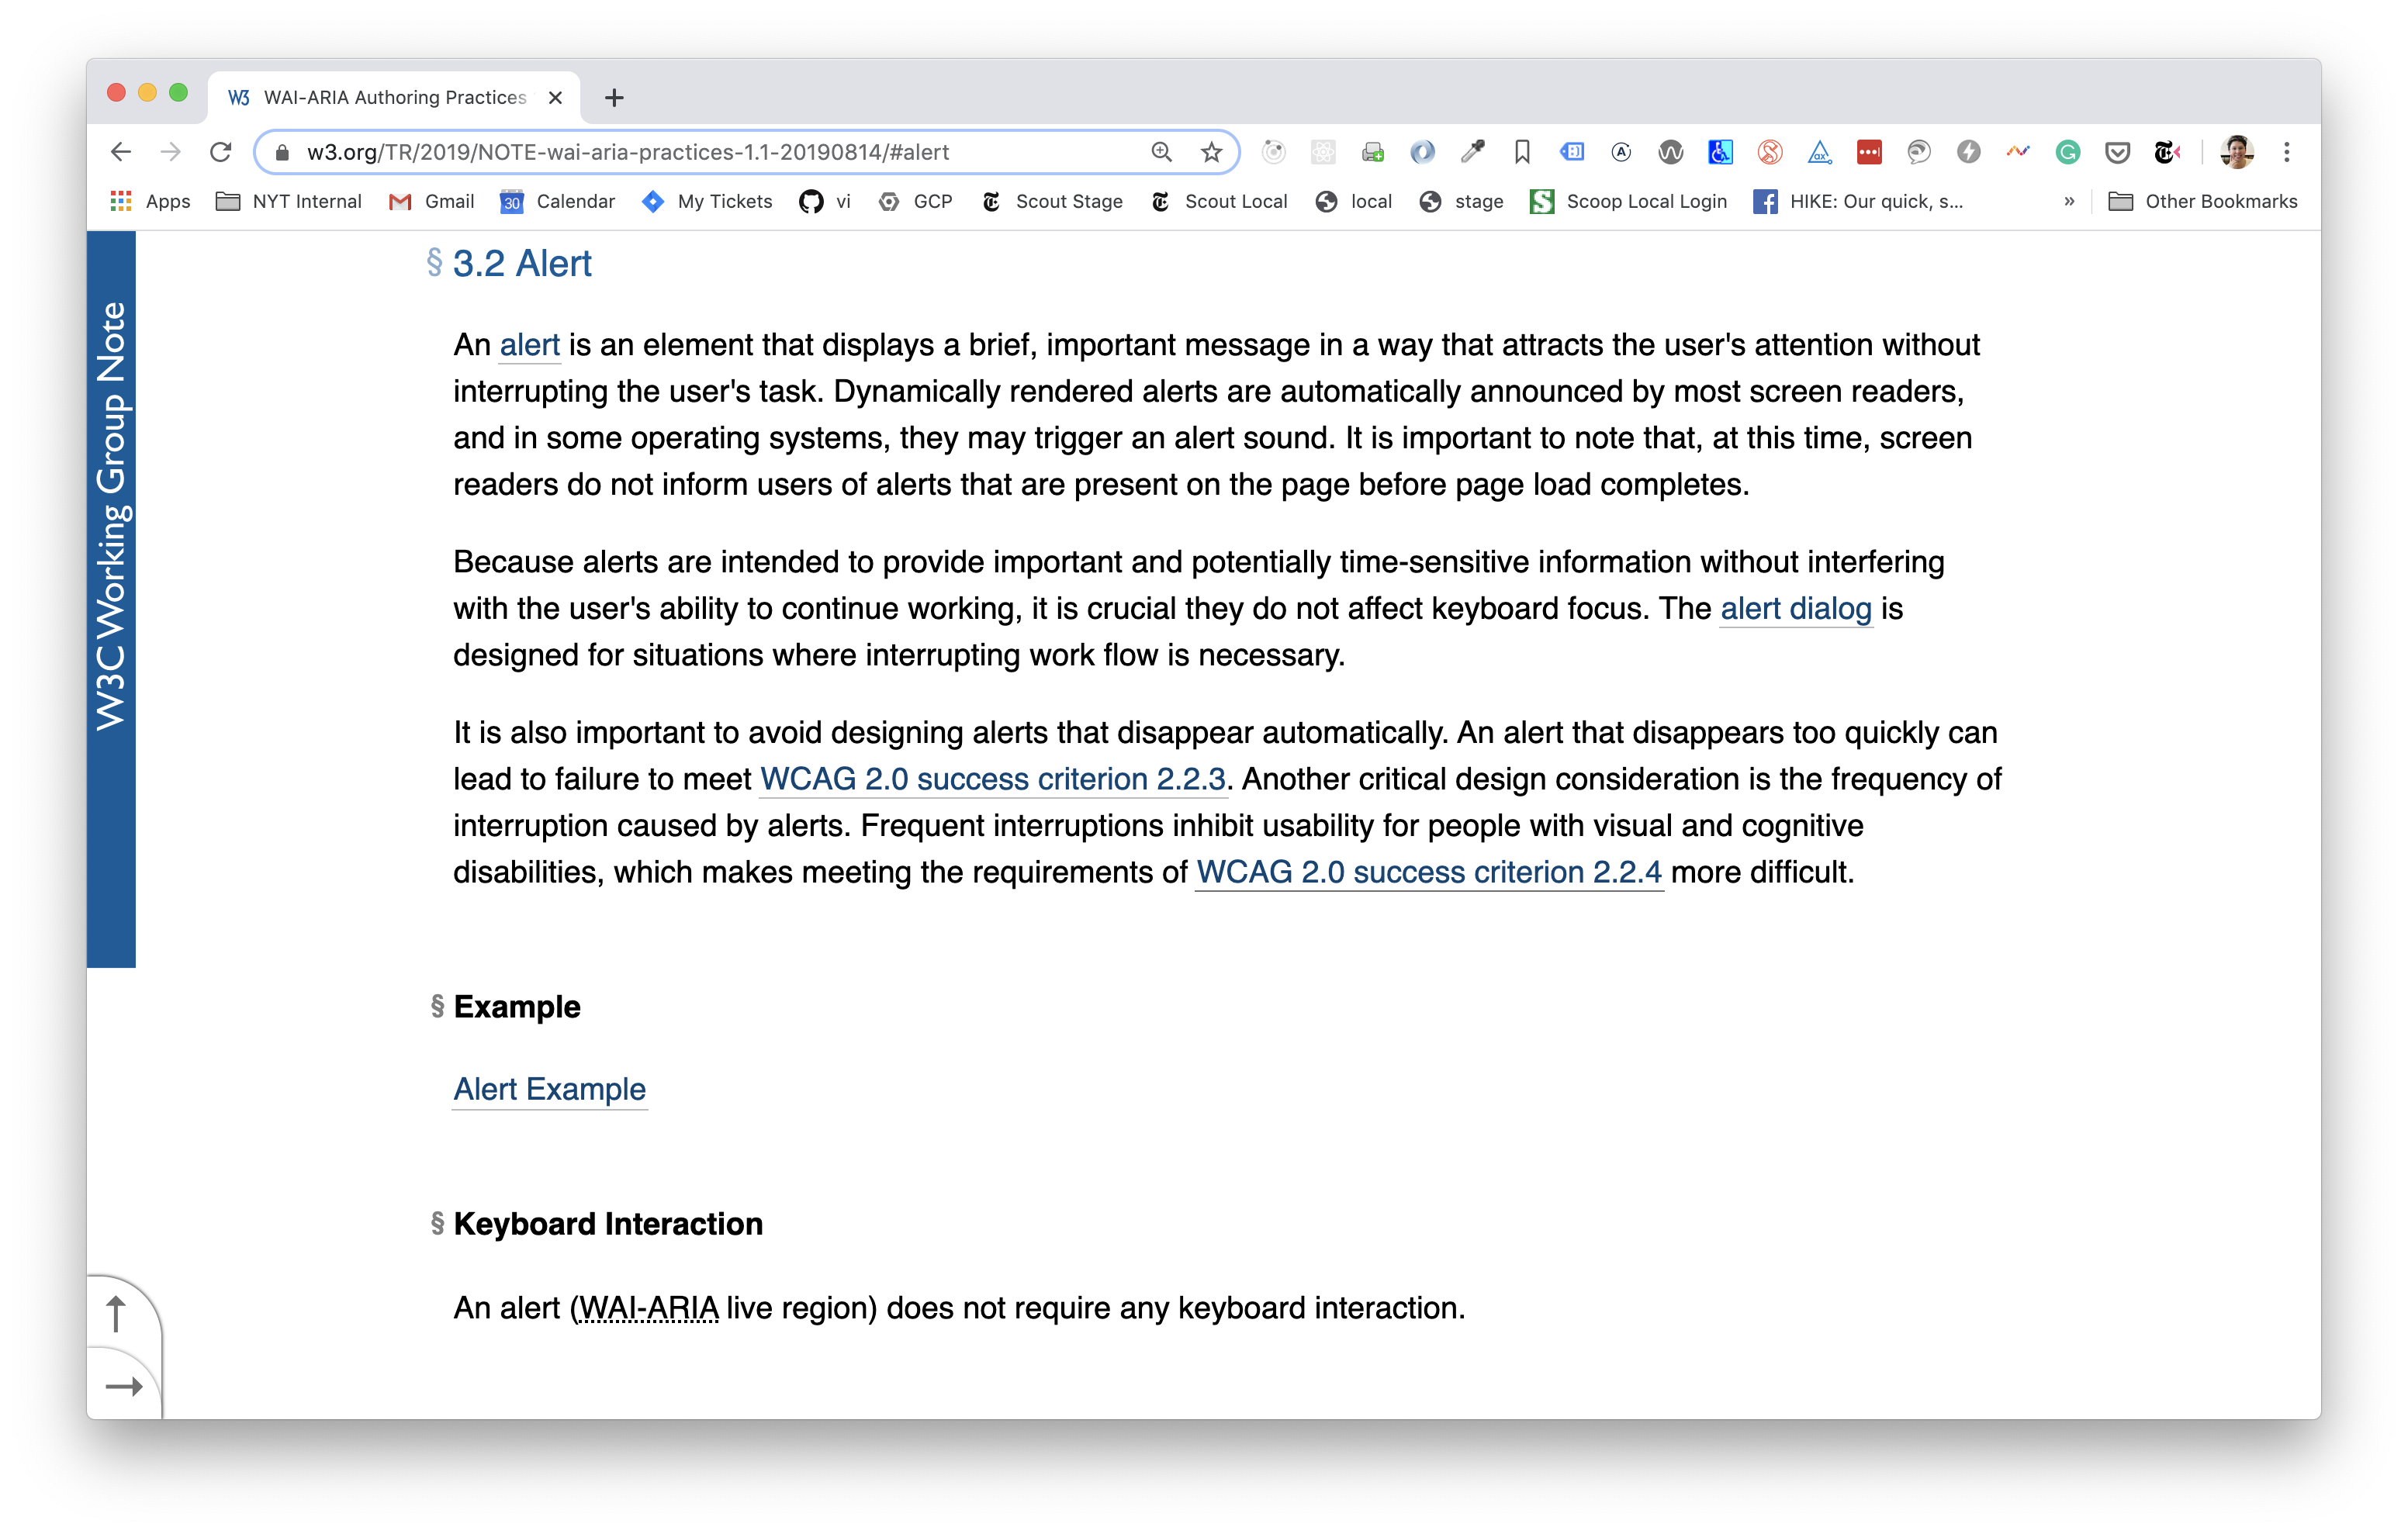 W3 WAI-ARIA Authoring Practices
w3.org/TR/2019/NOTE-wai-aria-practices-1.1-20190814/#alert
Apps NYT Internal Gmail 30 Calendar My Tickets vi GCP Scout Stage Scout Local local stage Scoop Local Login HIKE: Our quick, s... » Other Bookmarks
W3C Working Group Note
§ 3.2 Alert
An alert is an element that displays a brief, important message in a way that attracts the user's attention without
interrupting the user's task. Dynamically rendered alerts are automatically announced by most screen readers,
and in some operating systems, they may trigger an alert sound. It is important to note that, at this time, screen
readers do not inform users of alerts that are present on the page before page load completes.
Because alerts are intended to provide important and potentially time-sensitive information without interfering
with the user's ability to continue working, it is crucial they do not affect keyboard focus. The alert dialog is
designed for situations where interrupting work flow is necessary.
It is also important to avoid designing alerts that disappear automatically. An alert that disappears too quickly can
lead to failure to meet WCAG 2.0 success criterion 2.2.3. Another critical design consideration is the frequency of
interruption caused by alerts. Frequent interruptions inhibit usability for people with visual and cognitive
disabilities, which makes meeting the requirements of WCAG 2.0 success criterion 2.2.4 more difficult.
§ Example
Alert Example
§ Keyboard Interaction
An alert (WAI-ARIA live region) does not require any keyboard interaction.